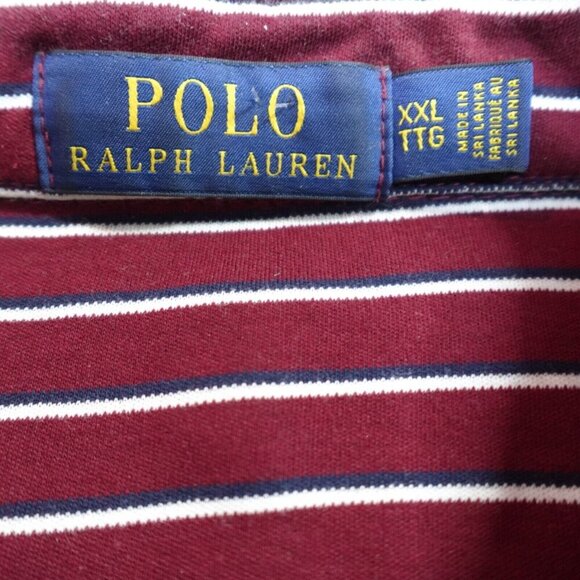 POLO
RALPH LAUREN
XXL
TTG
MADE IN
SRI LANKA
FABRIQUÉ AU
SRI LANKA